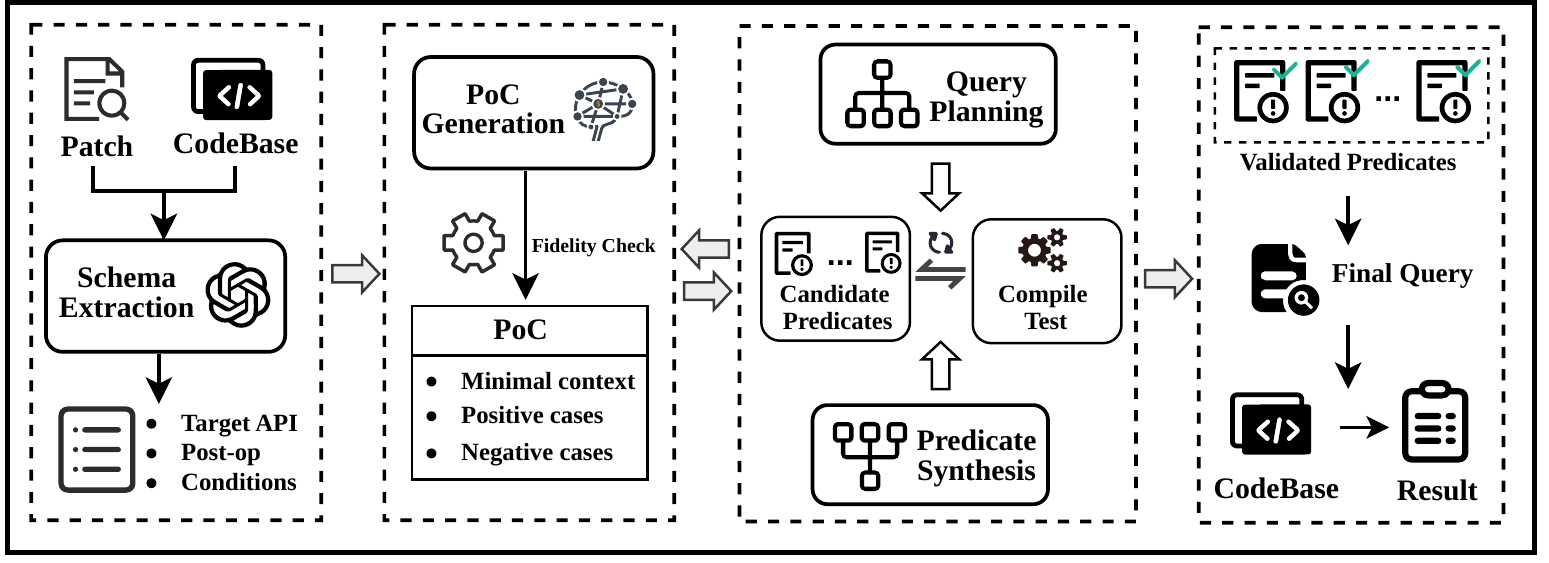 Patch
CodeBase
Schema
Extraction
• Target API
• Post-op
• Conditions
PoC
Generation
Fidelity Check
PoC
• Minimal context
• Positive cases
• Negative cases
Query
Planning
...
Candidate
Predicates
Compile
Test
Predicate
Synthesis
...
Validated Predicates
Final Query
CodeBase
Result